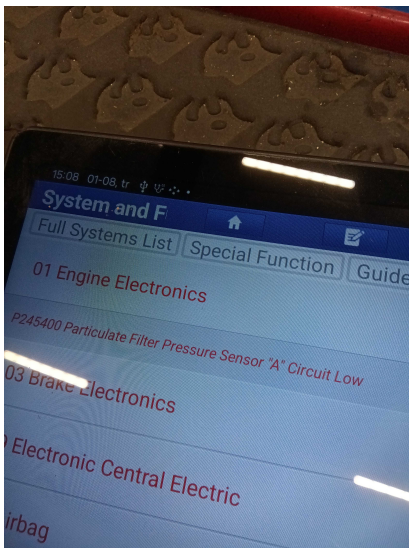 15:08 01-08, tr
System and F
Full Systems List Special Function Guide
01 Engine Electronics
P245400 Particulate Filter Pressure Sensor "A" Circuit Low
03 Brake Electronics
Electronic Central Electric
irbag